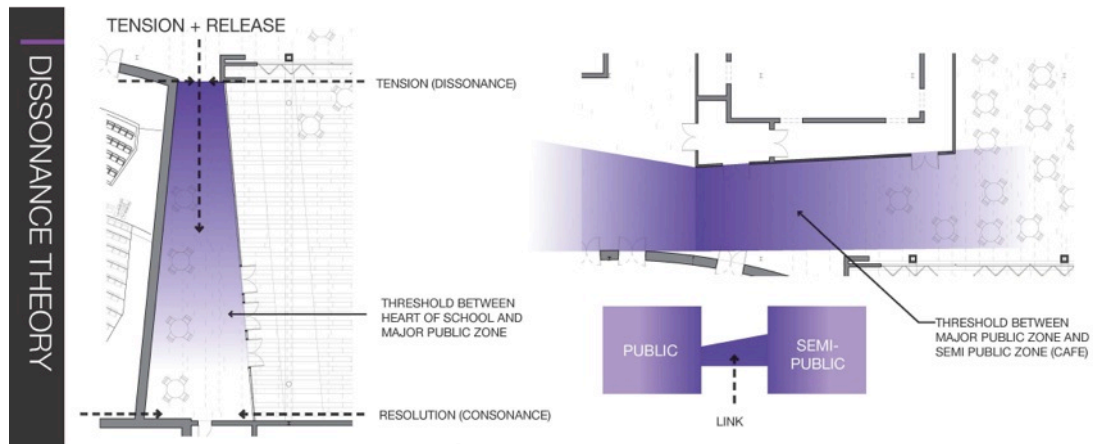 DISSONANCE THEORY
TENSION + RELEASE
TENSION (DISSONANCE)
THRESHOLD BETWEEN
HEART OF SCHOOL AND
MAJOR PUBLIC ZONE
RESOLUTION (CONSONANCE)
PUBLIC
SEMI-
PUBLIC
LINK
THRESHOLD BETWEEN
MAJOR PUBLIC ZONE AND
SEMI PUBLIC ZONE (CAFE)